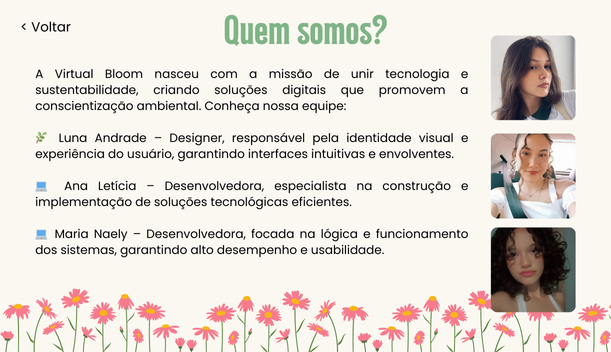 < Voltar
Quem somos?
A Virtual Bloom nasceu com a missão de unir tecnologia e
sustentabilidade, criando soluções digitais que promovem a
conscientização ambiental. Conheça nossa equipe:
🌿 Luna Andrade – Designer, responsável pela identidade visual e
experiência do usuário, garantindo interfaces intuitivas e envolventes.
💻 Ana Letícia – Desenvolvedora, especialista na construção e
implementação de soluções tecnológicas eficientes.
💻 Maria Naely – Desenvolvedora, focada na lógica e funcionamento
dos sistemas, garantindo alto desempenho e usabilidade.